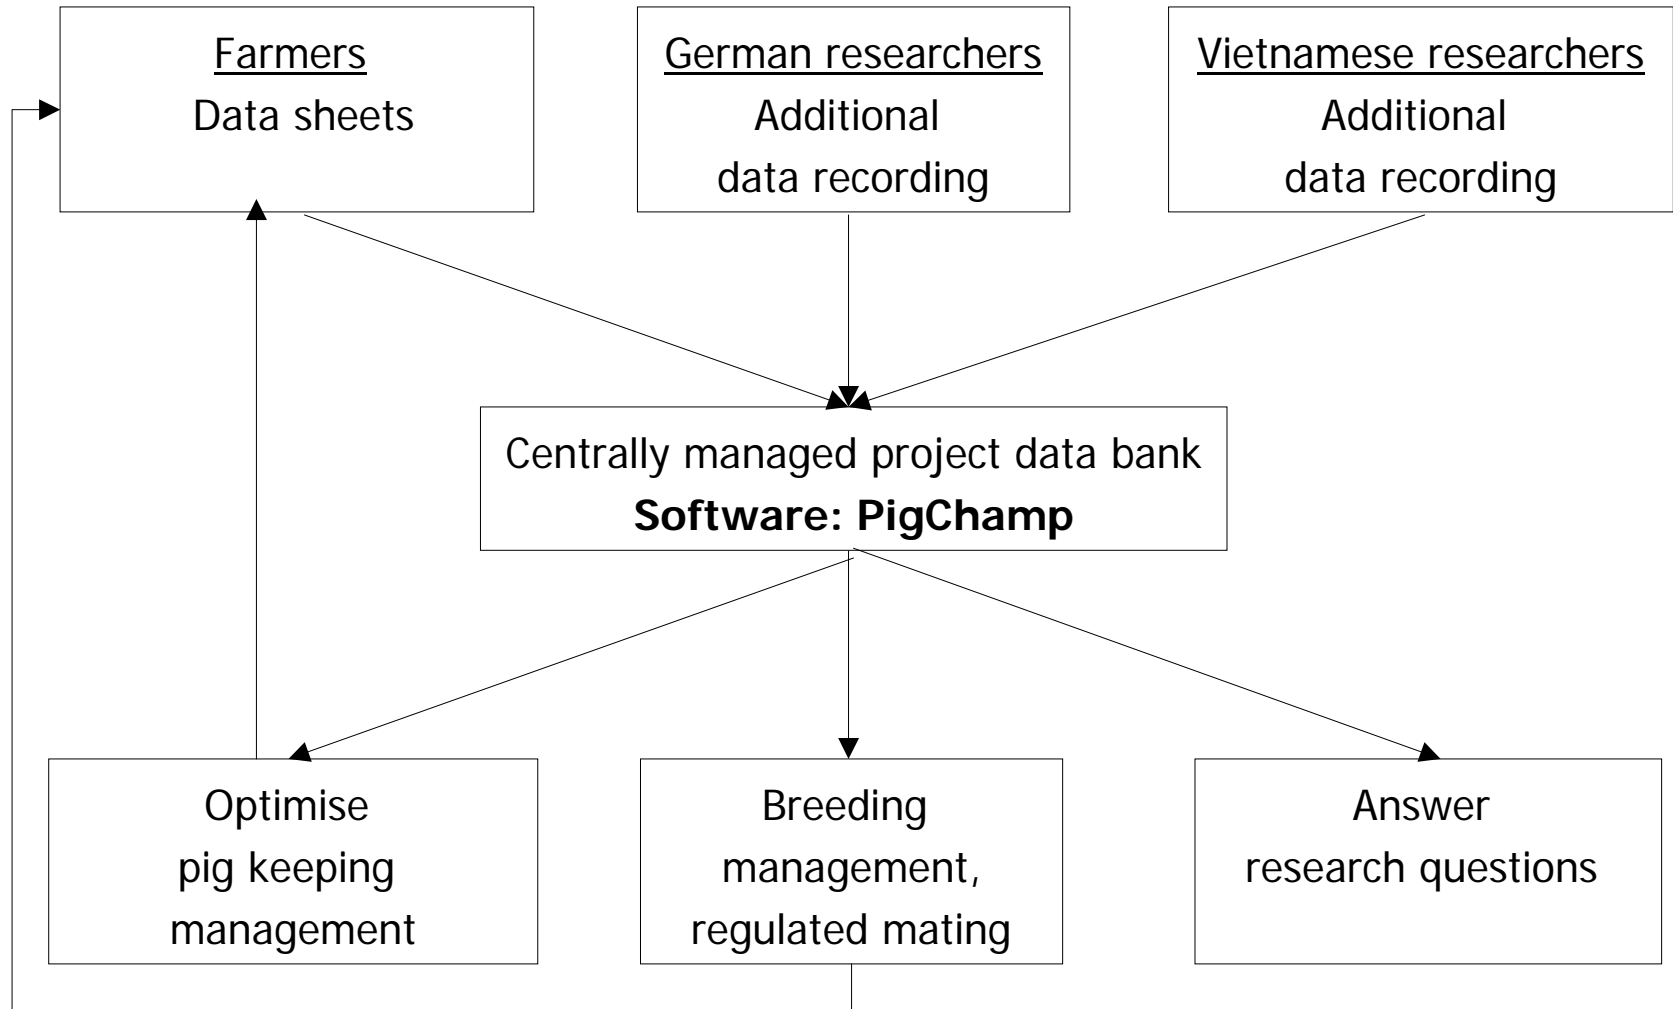 Farmers
Data sheets
German researchers
Additional
data recording
Vietnamese researchers
Additional
data recording
Centrally managed project data bank
Software: PigChamp
Optimise
pig keeping
management
Breeding
management,
regulated mating
Answer
research questions